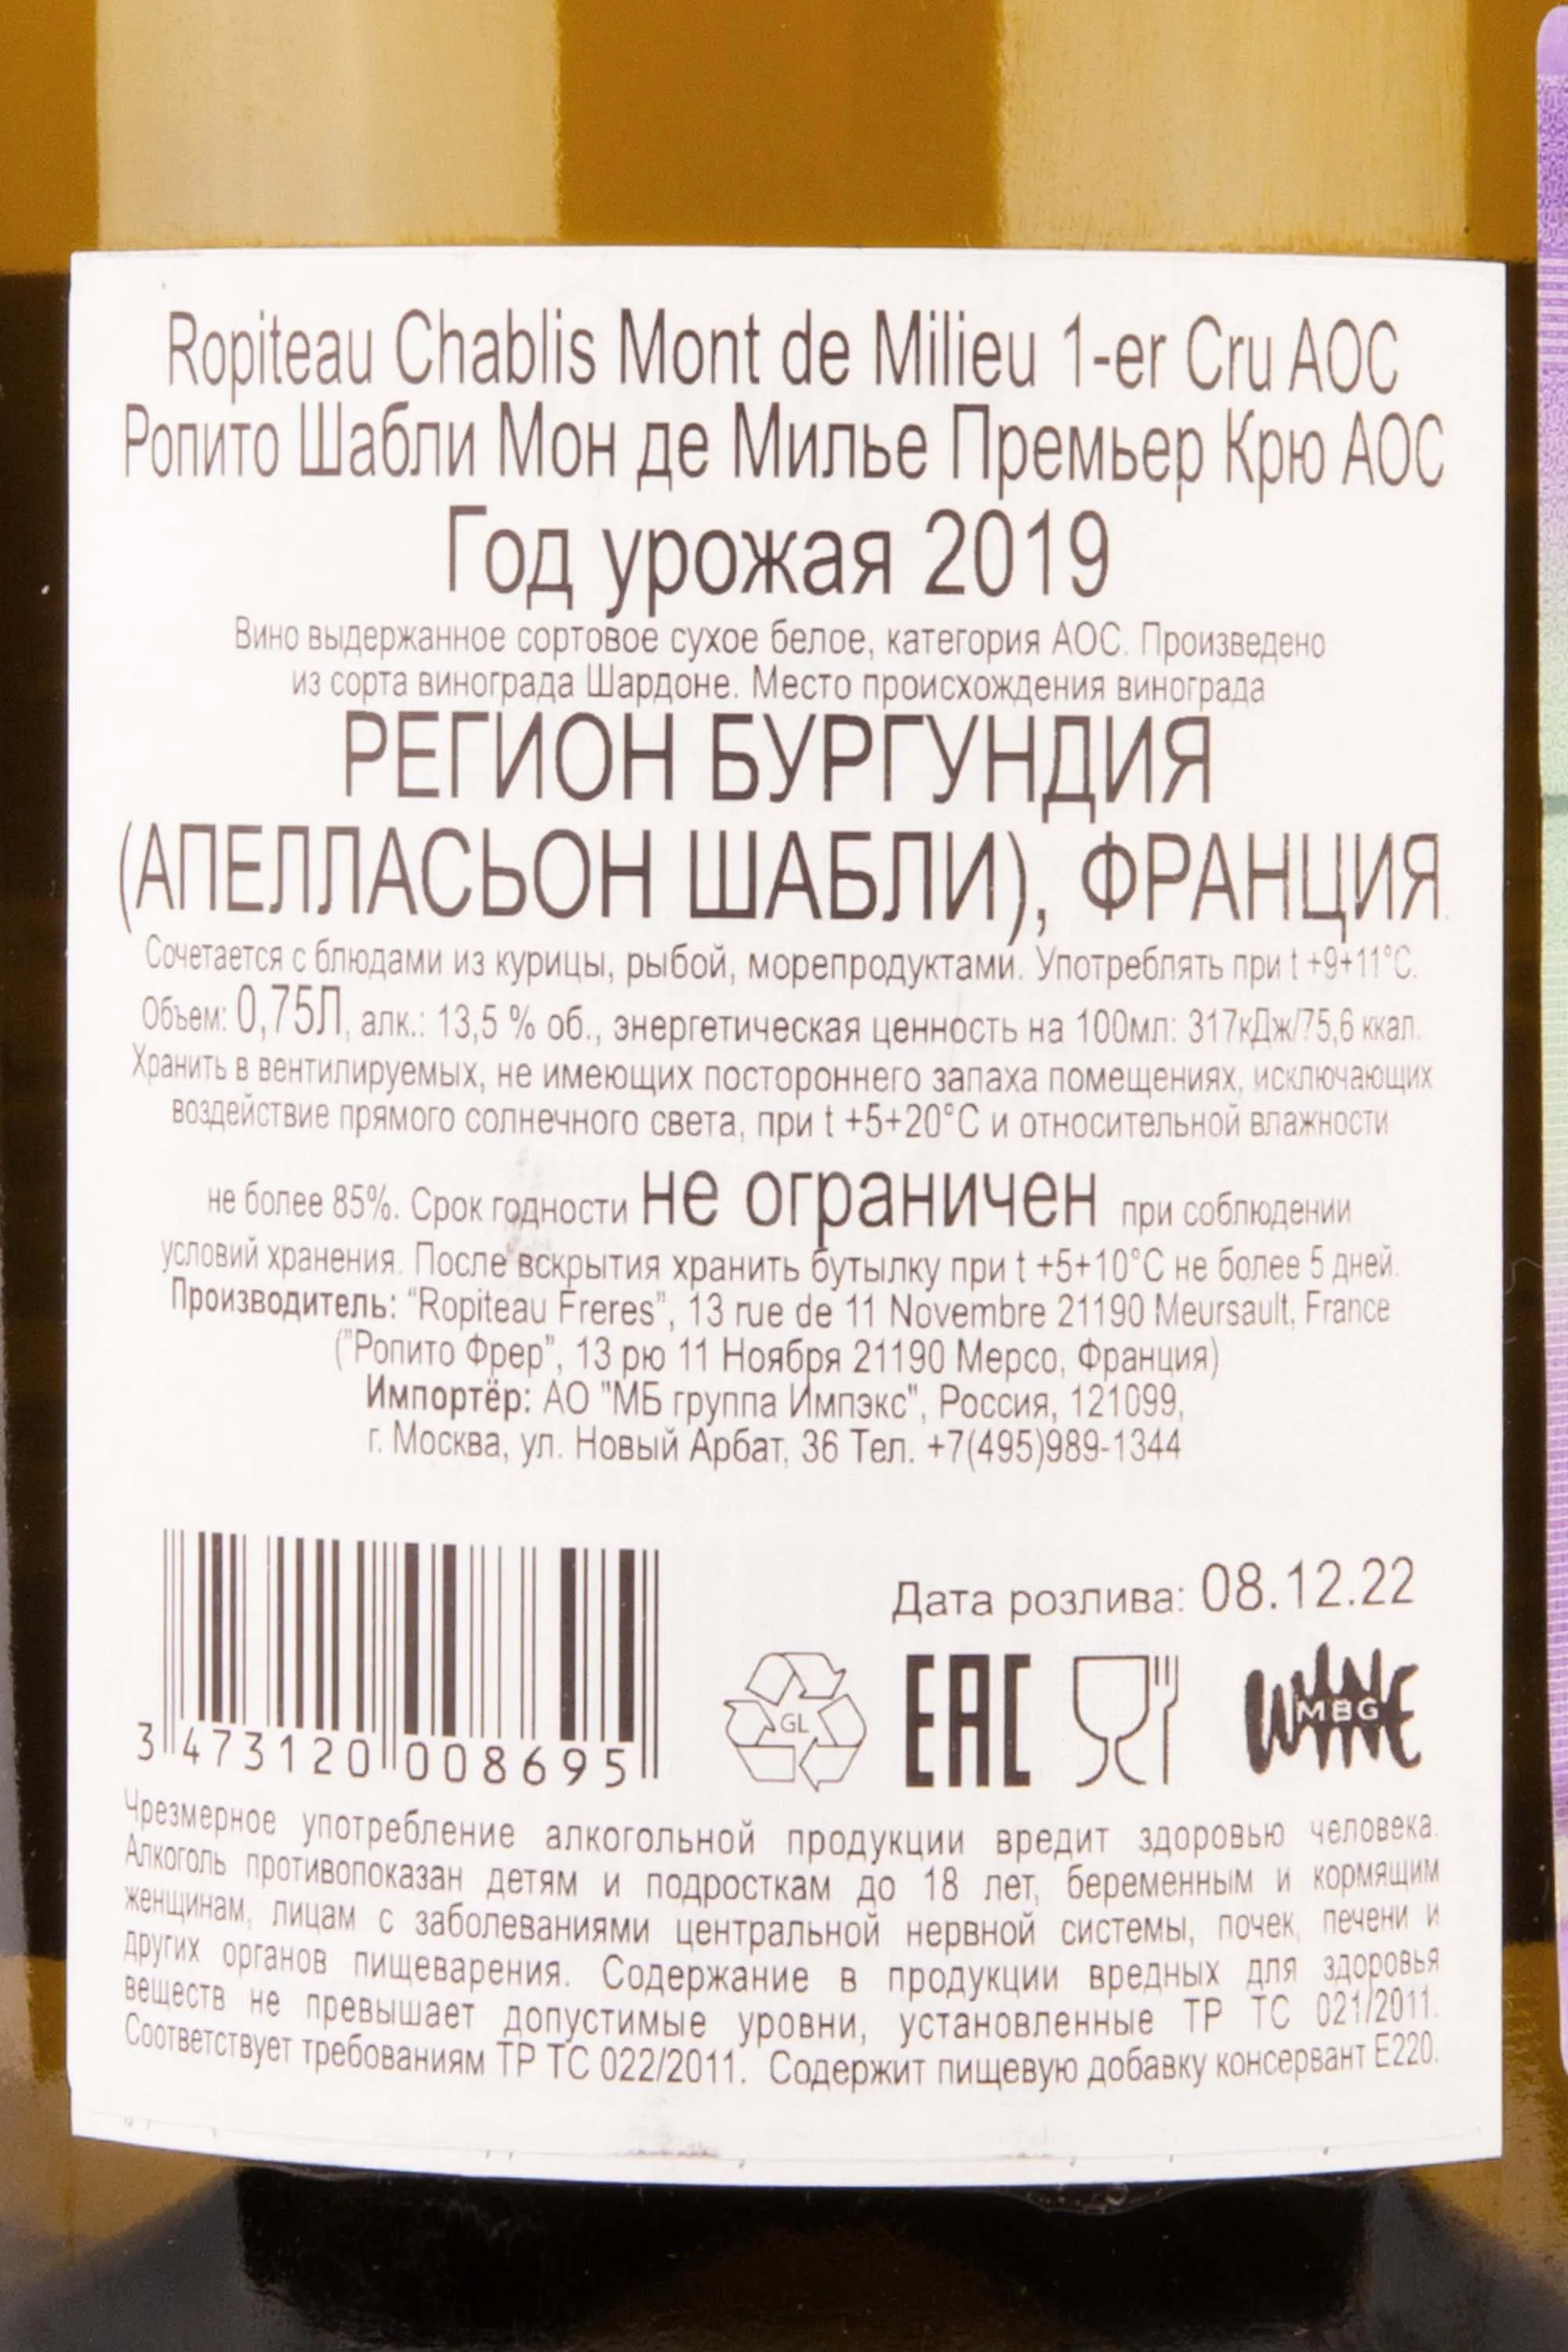 Ropiteau Chablis Mont de Milieu 1-er Cru AOC
Ропито Шабли Мон де Милье Премьер Крю АОС
Год урожая 2019
Вино выдержанное сортовое сухое белое, категория АОС. Произведено
из сорта винограда Шардоне. Место происхождения винограда
РЕГИОН БУРГУНДИЯ
(АПЕЛЛАСЬОН ШАБЛИ), ФРАНЦИЯ.
Сочетается с блюдами из курицы, рыбой, морепродуктами. Употреблять при t +9+11°С.
Объем: 0,75Л, алк.: 13,5 % об., энергетическая ценность на 100мл: 317кДж/75,6 ккал.
Хранить в вентилируемых, не имеющих постороннего запаха помещениях, исключающих
воздействие прямого солнечного света, при t +5+20°С и относительной влажности
не более 85%. Срок годности не ограничен при соблюдении
условий хранения. После вскрытия хранить бутылку при t +5+10°С не более 5 дней.
Производитель: “Ropiteau Freres”, 13 rue de 11 Novembre 21190 Meursault, France
("Ропито Фрер”, 13 рю 11 Ноября 21190 Мерсо, Франция)
Импортёр: АО "МБ группа Импэкс", Россия, 121099,
г. Москва, ул. Новый Арбат, 36 Тел. +7(495)989-1344
Дата розлива: 08.12.22
3 473120 008695
GL
EAC
WINE
MBG
Чрезмерное употребление алкогольной продукции вредит здоровью человека.
Алкоголь противопоказан детям и подросткам до 18 лет, беременным и кормящим
женщинам, лицам с заболеваниями центральной нервной системы, почек, печени и
других органов пищеварения. Содержание в продукции вредных для здоровья
веществ не превышает допустимые уровни, установленные ТР ТС 021/2011.
Соответствует требованиям ТР ТС 022/2011. Содержит пищевую добавку консервант Е220.